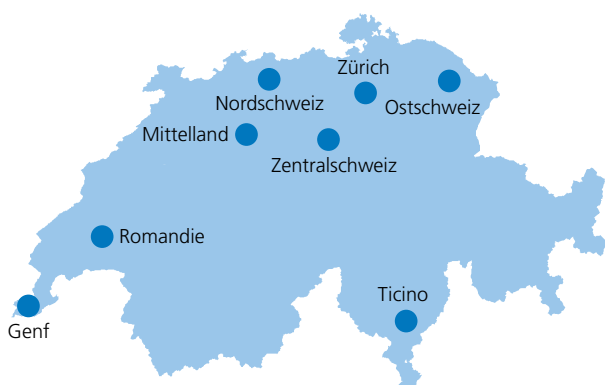 Zürich
Nordschweiz
Ostschweiz
Mittelland
Zentralschweiz
Romandie
Ticino
Genf